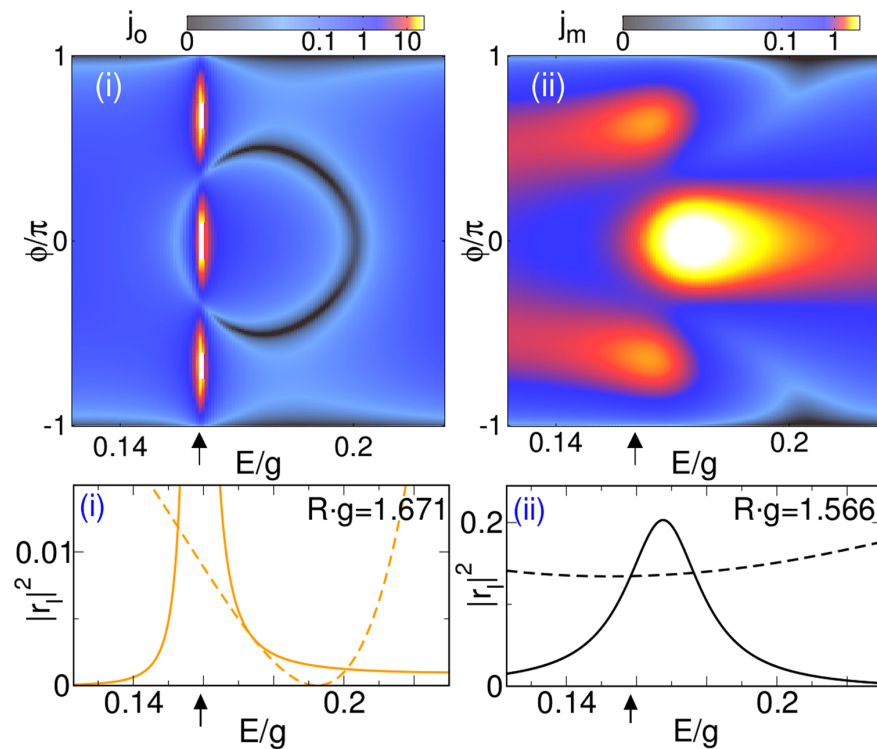 j_o 0 0.1 1 10
j_m 0 0.1 1
(i)
(ii)
1
0
-1
ϕ/π
0.14 0.2
E/g
1
0
-1
ϕ/π
0.14 0.2
E/g
(i) R·g=1.671
0.01
0
|r_l|^2
0.14 0.2
E/g
(ii) R·g=1.566
0.2
0
|r_l|^2
0.14 0.2
E/g